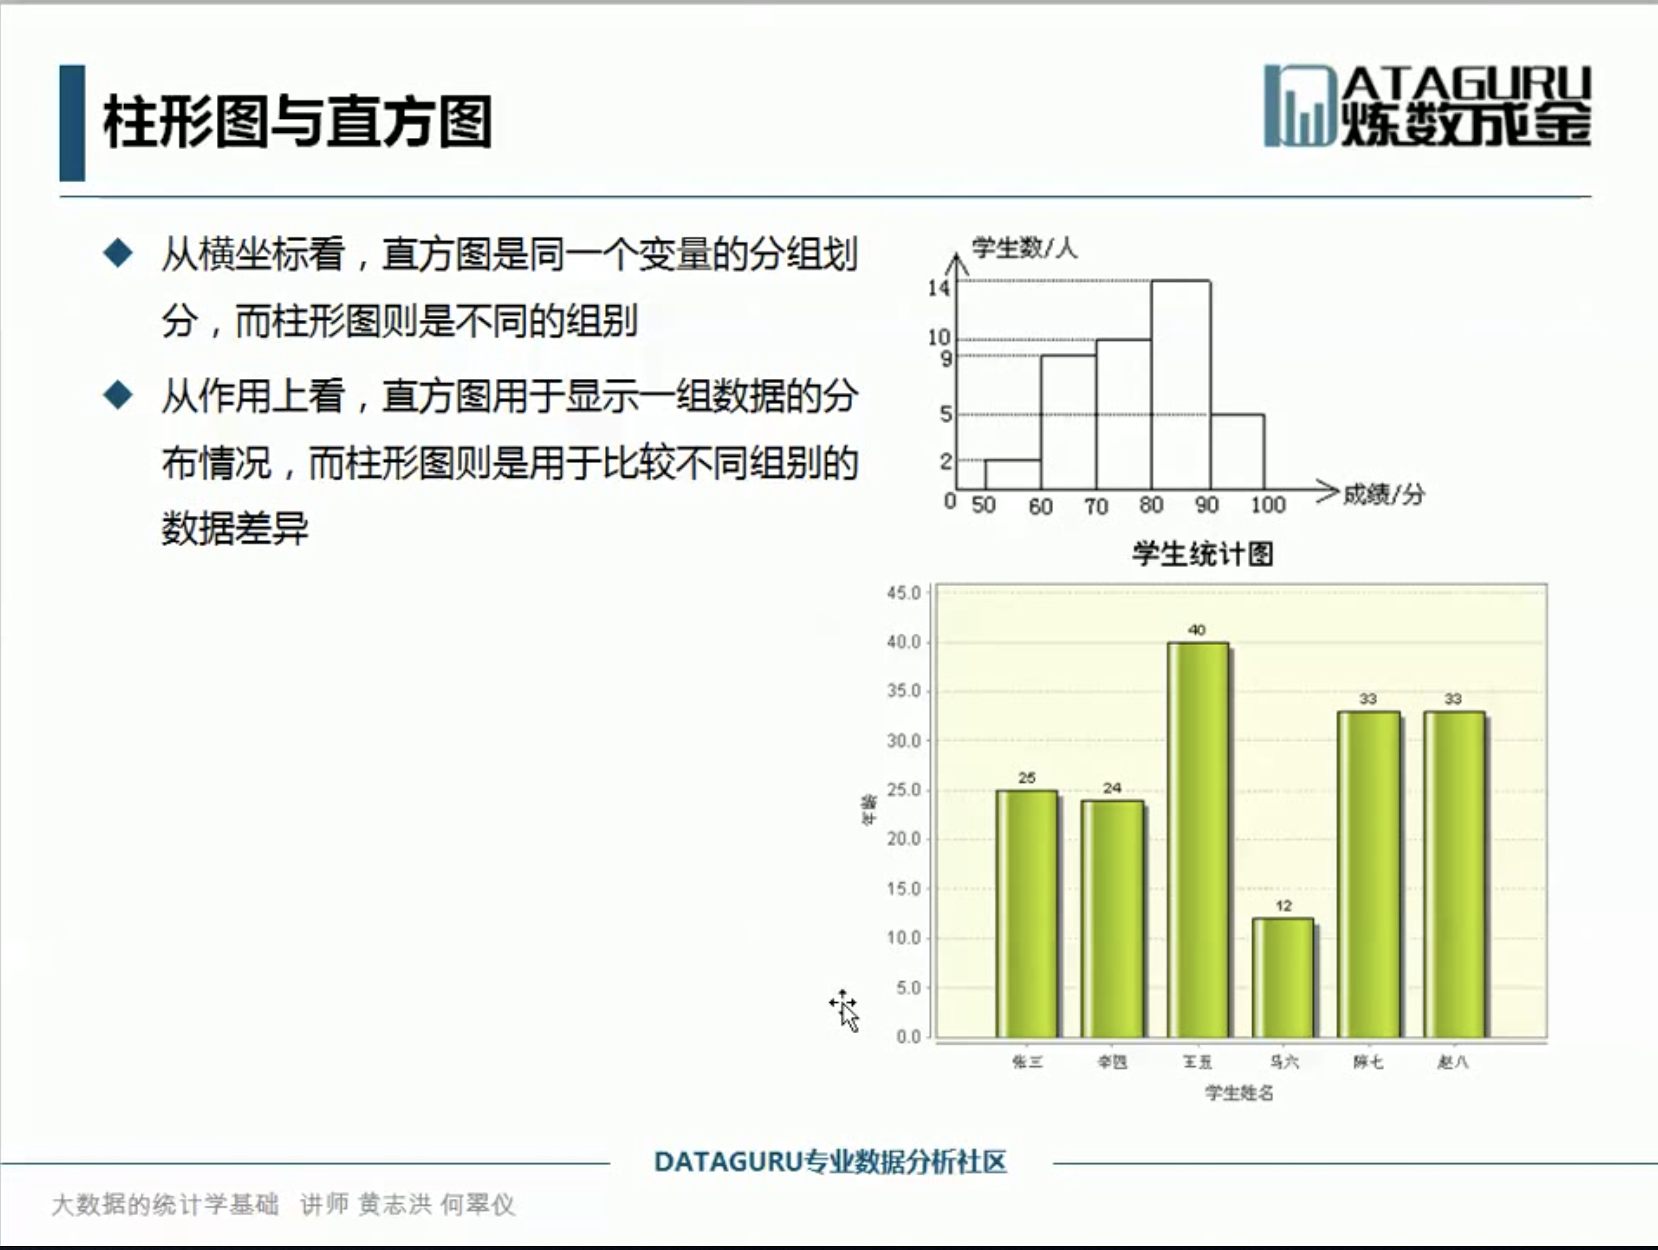 柱形图与直方图
ATAGURU
炼数成金
从横坐标看，直方图是同一个变量的分组划
分，而柱形图则是不同的组别
从作用上看，直方图用于显示一组数据的分
布情况，而柱形图则是用于比较不同组别的
数据差异
学生数/人
14
10
9
5
2
0 50 60 70 80 90 100
成绩/分
学生统计图
45.0
40.0
35.0
30.0
25.0
20.0
15.0
10.0
5.0
0.0
年龄
25
24
40
12
33
33
张三 李四 王五 马六 陈七 赵八
学生姓名
DATAGURU专业数据分析社区
大数据的统计学基础 讲师 黄志洪 何翠仪